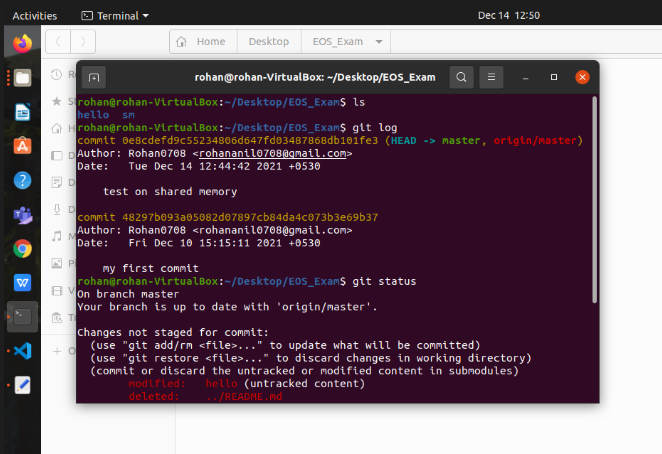 Activities
Terminal
Dec 14 12:50
Home
Desktop
EOS_Exam
rohan@rohan-VirtualBox: ~/Desktop/EOS_Exam
rohan@rohan-VirtualBox:~/Desktop/EOS_Exam$ ls
hello sm
rohan@rohan-VirtualBox:~/Desktop/EOS_Exam$ git log
commit 0e8cdefd9c55234806d647fd03487868db101fe3 (HEAD -> master, origin/master)
Author: Rohan0708 <rohananil0708@gmail.com>
Date: Tue Dec 14 12:44:42 2021 +0530
test on shared memory
commit 48297b093a05082d07897cb84da4c073b3e69b37
Author: Rohan0708 <rohananil0708@gmail.com>
Date: Fri Dec 10 15:15:11 2021 +0530
my first commit
rohan@rohan-VirtualBox:~/Desktop/EOS_Exam$ git status
On branch master
Your branch is up to date with 'origin/master'.
Changes not staged for commit:
(use "git add/rm <file>..." to update what will be committed)
(use "git restore <file>..." to discard changes in working directory)
(commit or discard the untracked or modified content in submodules)
modified: hello (untracked content)
deleted: ../README.md